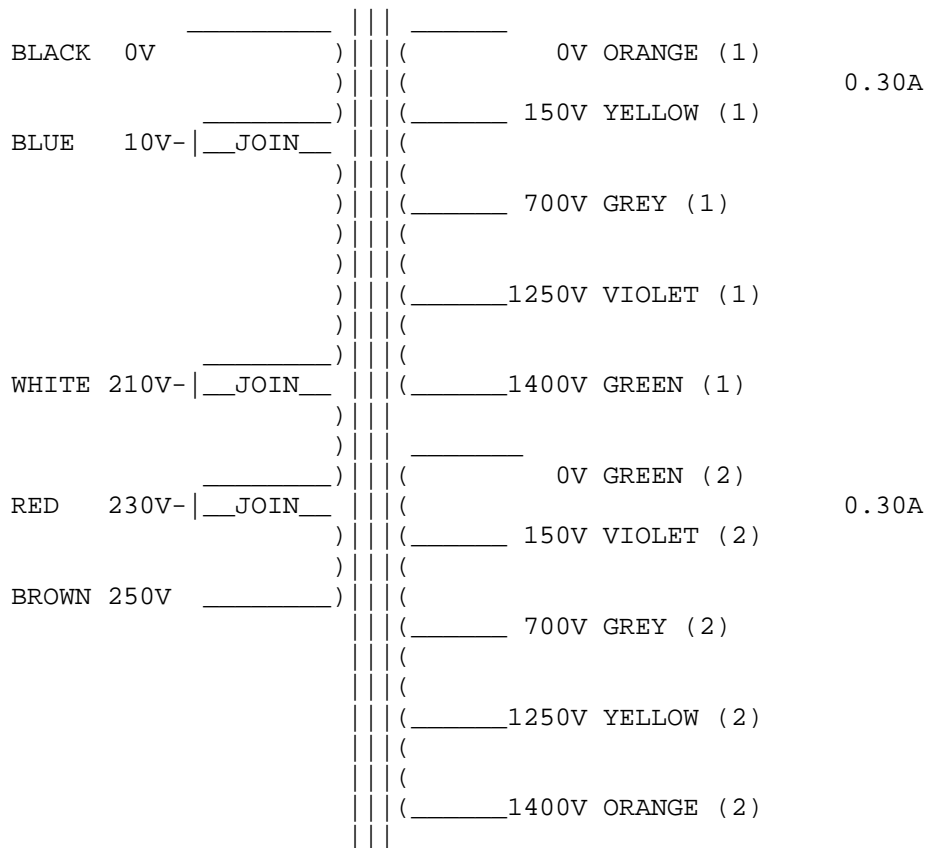 BLACK 0V 0V ORANGE (1)
0.30A
150V YELLOW (1)
BLUE 10V- JOIN
700V GREY (1)
1250V VIOLET (1)
WHITE 210V- JOIN 1400V GREEN (1)
0V GREEN (2)
RED 230V- JOIN 0.30A
150V VIOLET (2)
BROWN 250V
700V GREY (2)
1250V YELLOW (2)
1400V ORANGE (2)